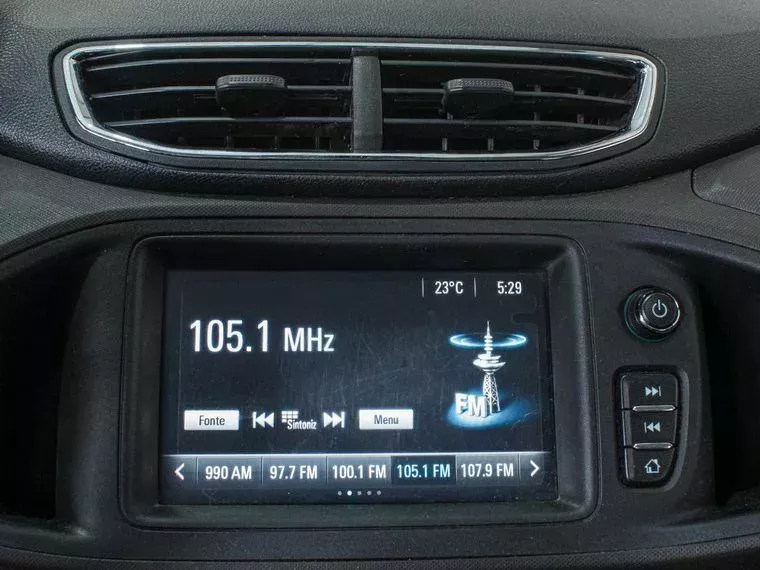 23°C 5:29
105.1 MHz
FM
Fonte Sintoniz Menu
990 AM 97.7 FM 100.1 FM 105.1 FM 107.9 FM